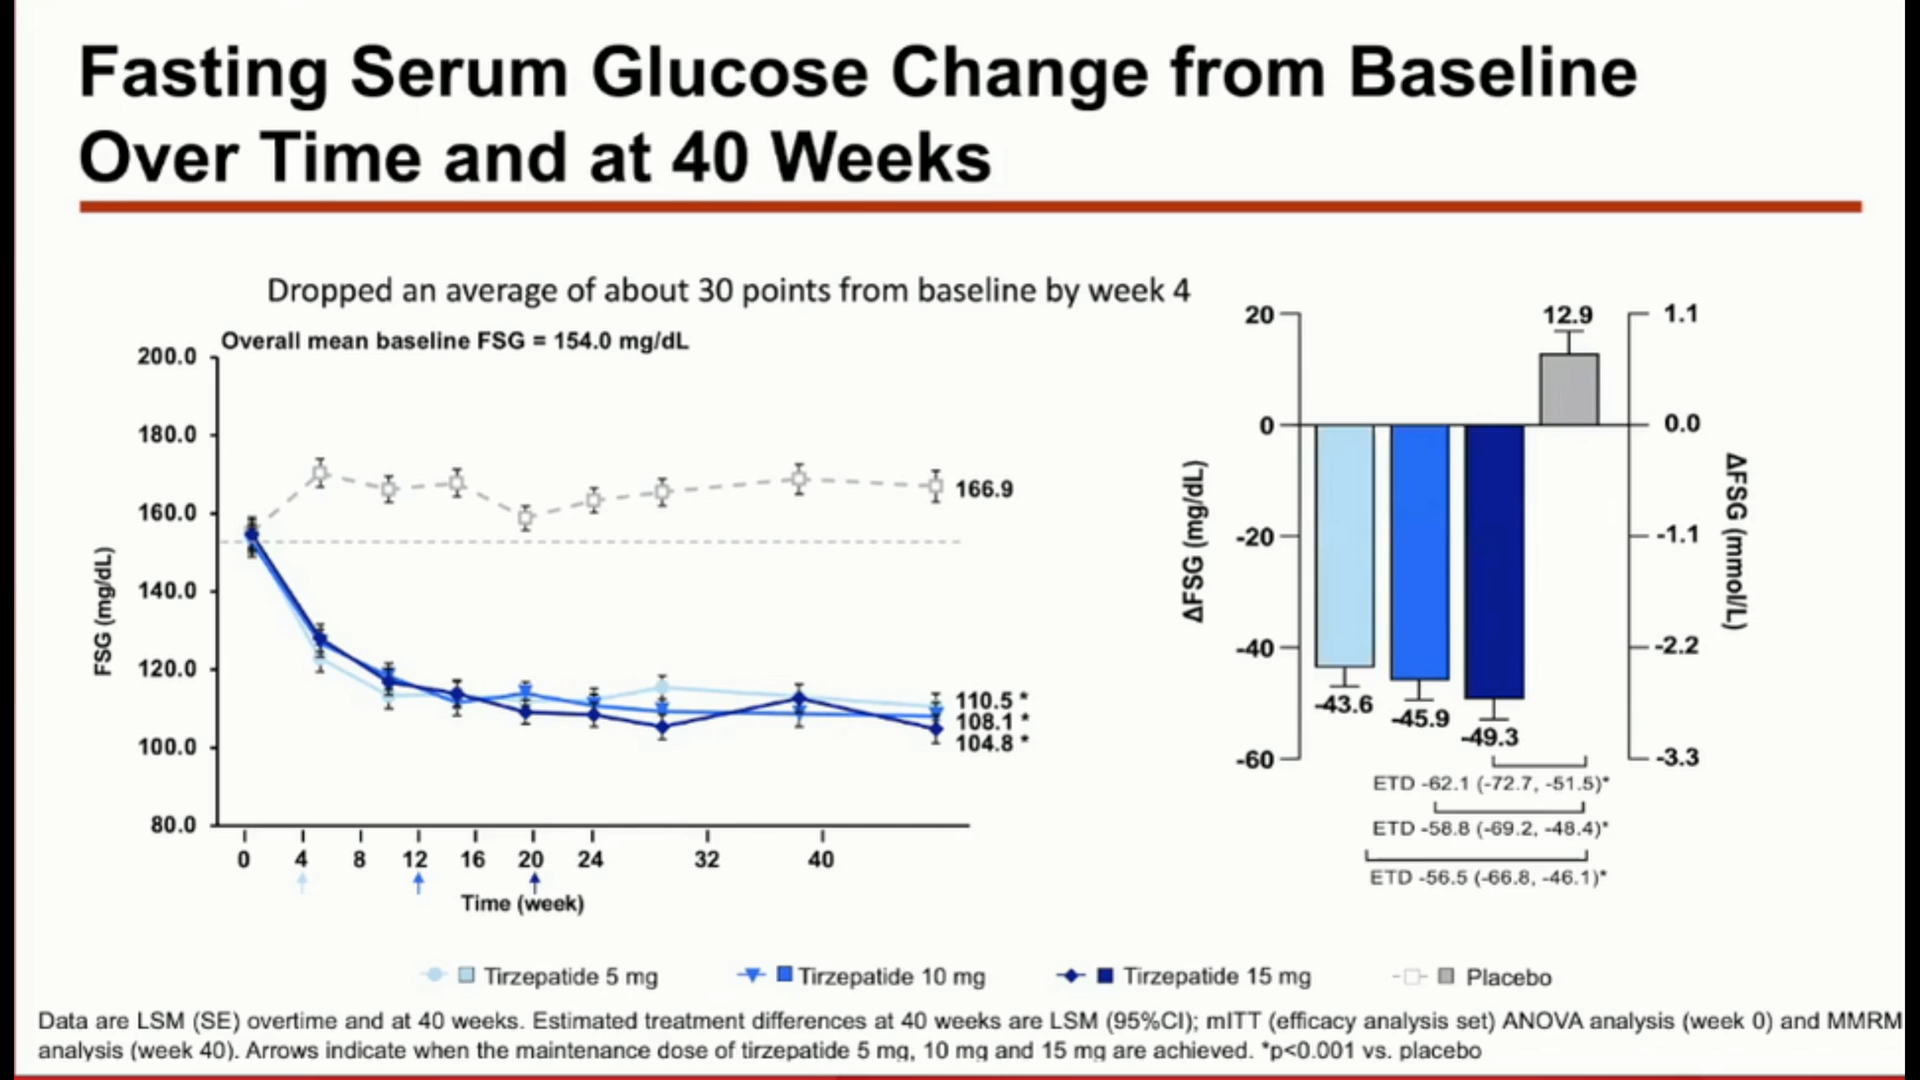 Fasting Serum Glucose Change from Baseline
Over Time and at 40 Weeks
Dropped an average of about 30 points from baseline by week 4
Overall mean baseline FSG = 154.0 mg/dL
200.0
180.0
160.0
140.0
120.0
100.0
80.0
FSG (mg/dL)
166.9
110.5 *
108.1 *
104.8 *
0 4 8 12 16 20 24 32 40
Time (week)
20
0
-20
-40
-60
ΔFSG (mg/dL)
12.9
-43.6
-45.9
-49.3
1.1
0.0
-1.1
-2.2
-3.3
ΔFSG (mmol/L)
ETD -62.1 (-72.7, -51.5)*
ETD -58.8 (-69.2, -48.4)*
ETD -56.5 (-66.8, -46.1)*
Tirzepatide 5 mg Tirzepatide 10 mg Tirzepatide 15 mg Placebo
Data are LSM (SE) overtime and at 40 weeks. Estimated treatment differences at 40 weeks are LSM (95%CI); mITT (efficacy analysis set) ANOVA analysis (week 0) and MMRM
analysis (week 40). Arrows indicate when the maintenance dose of tirzepatide 5 mg, 10 mg and 15 mg are achieved. *p<0.001 vs. placebo